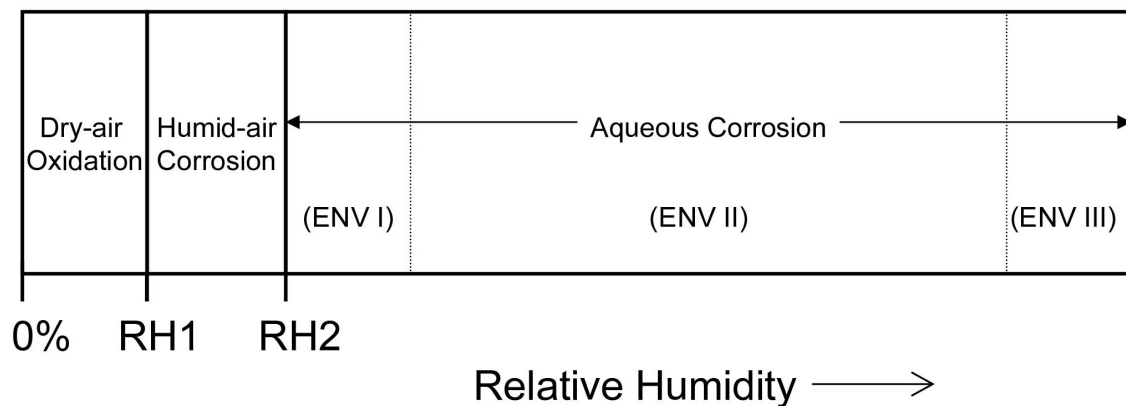 Dry-air
Oxidation
Humid-air
Corrosion
Aqueous Corrosion
(ENV I)
(ENV II)
(ENV III)
0%
RH1
RH2
Relative Humidity